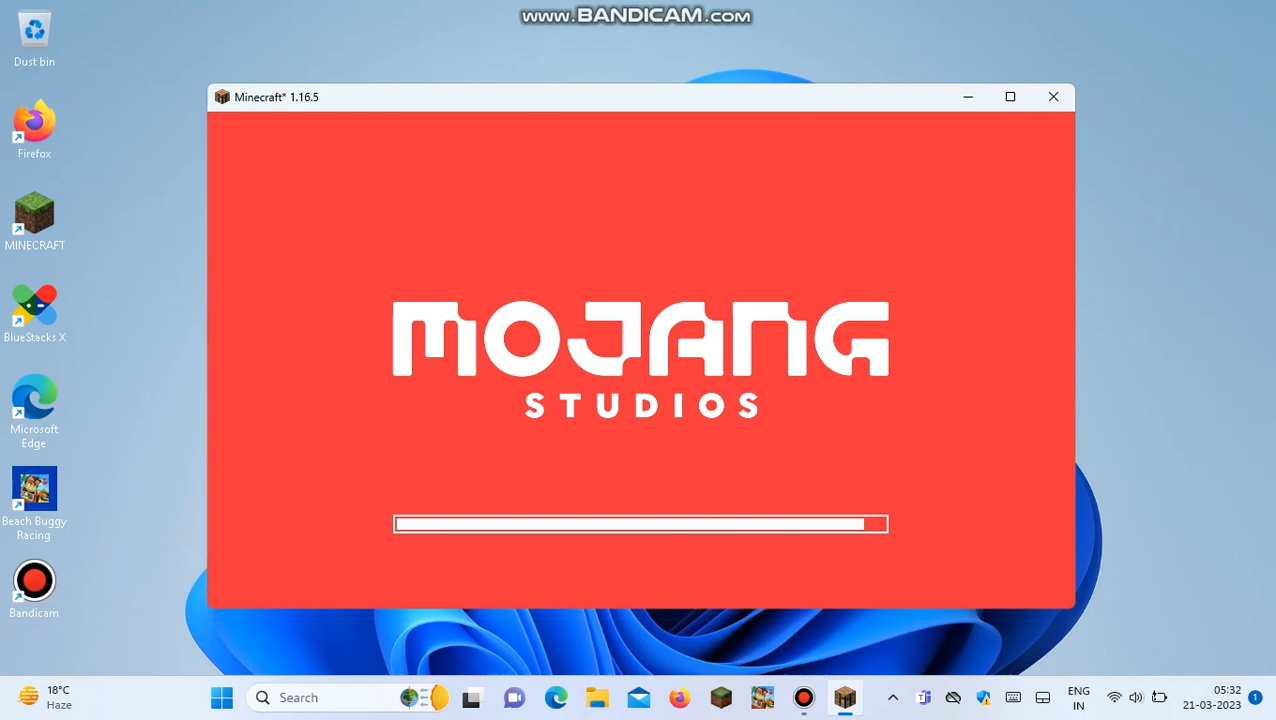 www.BANDICAM.com
Dust bin
Firefox
MINECRAFT
BlueStacks X
Microsoft
Edge
Beach Buggy
Racing
Bandicam
Minecraft* 1.16.5
MOJANG
STUDIOS
18°C
Haze
Search
ENG
IN
05:32
21-03-2023
1